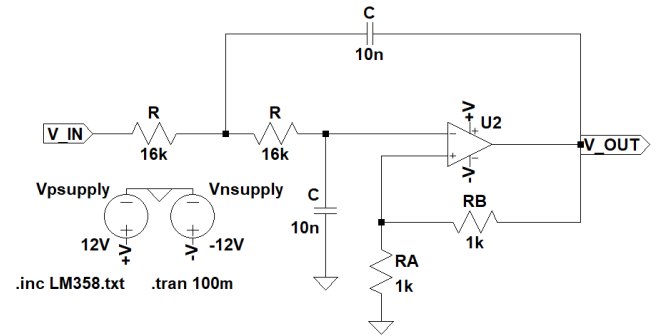 C
10n
V_IN
R
16k
R
16k
-
+
+V
-V
+
-
U2
V_OUT
C
10n
RB
1k
RA
1k
Vpsupply
Vnsupply
-
+
-
+
12V
-12V
+V
-V
.inc LM358.txt
.tran 100m